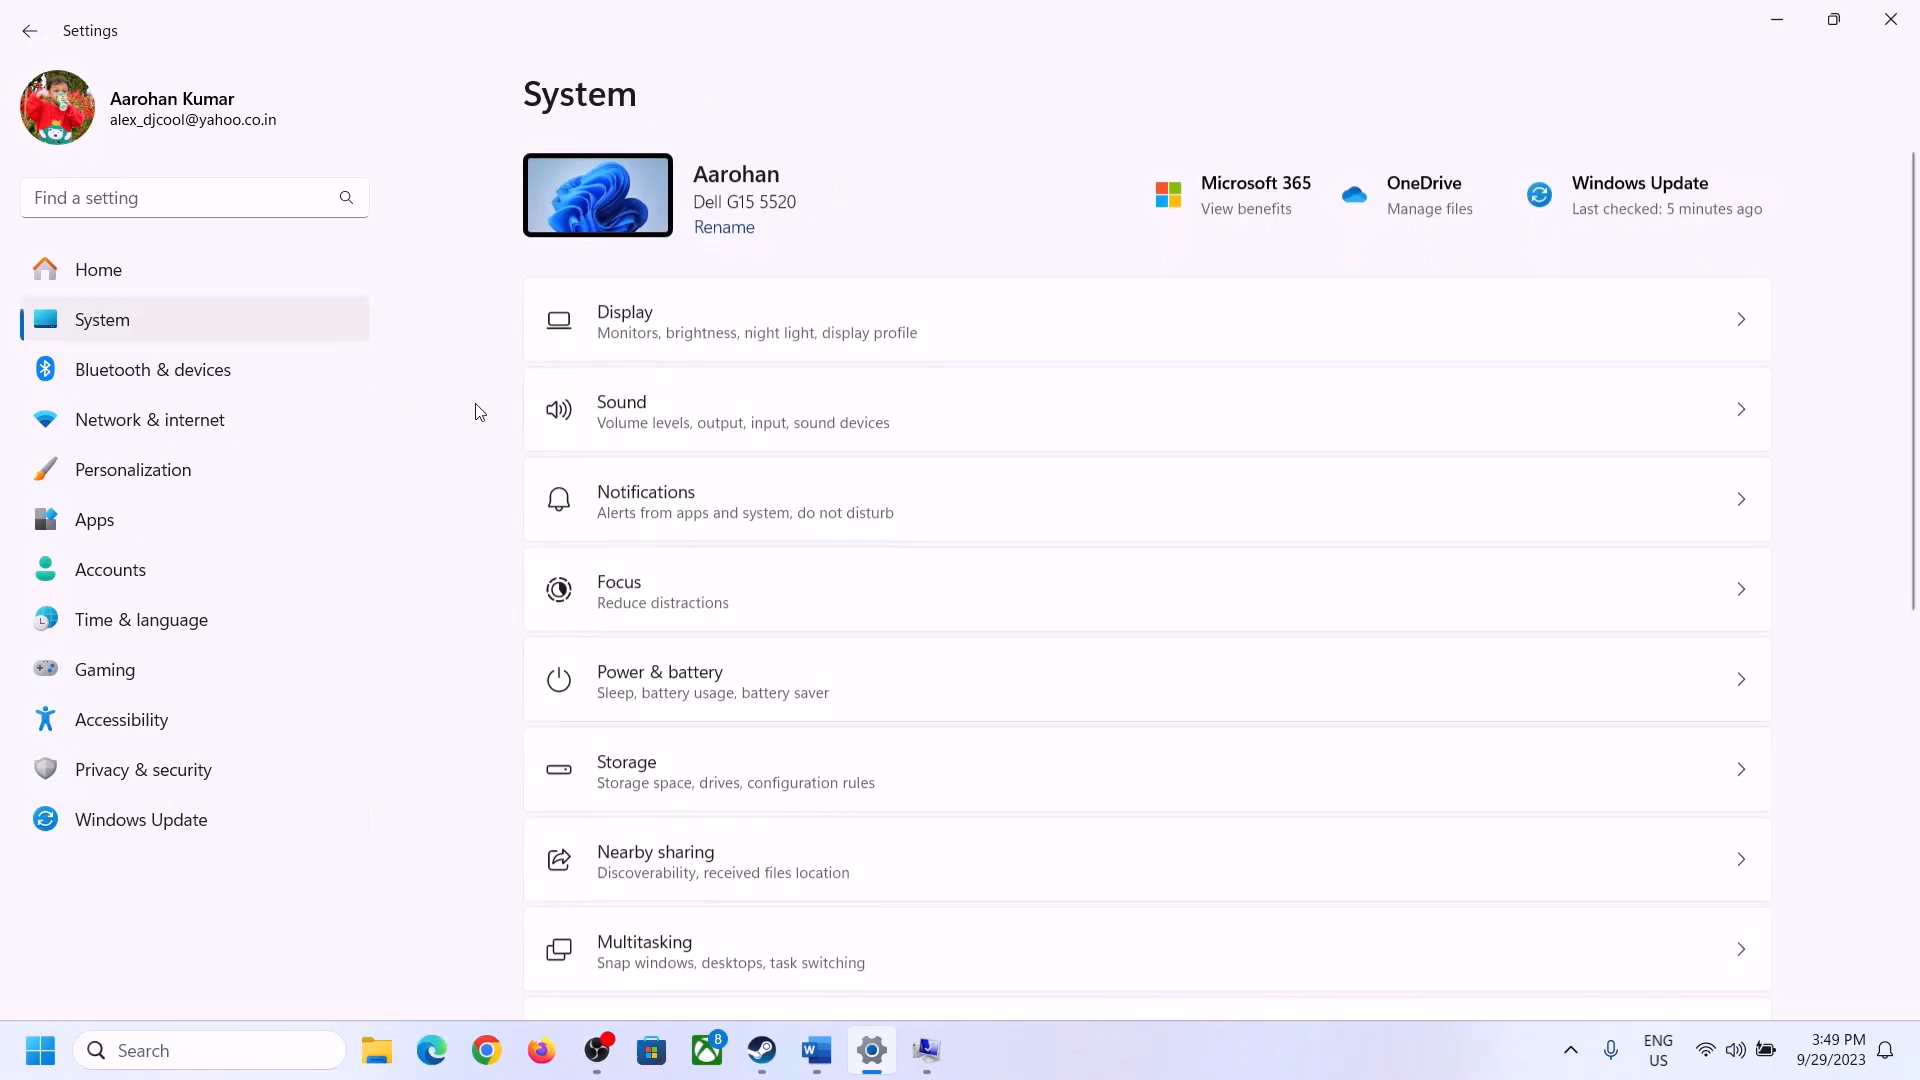 Settings
Aarohan Kumar
alex_djcool@yahoo.co.in
Find a setting
Home
System
Bluetooth & devices
Network & internet
Personalization
Apps
Accounts
Time & language
Gaming
Accessibility
Privacy & security
Windows Update
System
Aarohan
Dell G15 5520
Rename
Microsoft 365
View benefits
OneDrive
Manage files
Windows Update
Last checked: 5 minutes ago
Display
Monitors, brightness, night light, display profile
Sound
Volume levels, output, input, sound devices
Notifications
Alerts from apps and system, do not disturb
Focus
Reduce distractions
Power & battery
Sleep, battery usage, battery saver
Storage
Storage space, drives, configuration rules
Nearby sharing
Discoverability, received files location
Multitasking
Snap windows, desktops, task switching
Search
8
W
ENG
US
3:49 PM
9/29/2023